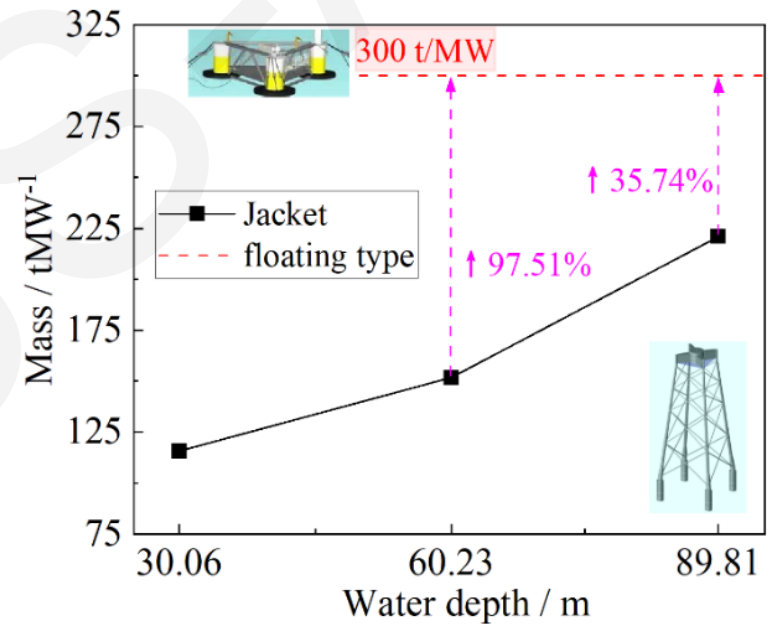 325
300 t/MW
275
↑ 35.74%
225
Jacket
floating type
↑ 97.51%
175
125
75
Mass / tMW⁻¹
30.06 60.23 89.81
Water depth / m